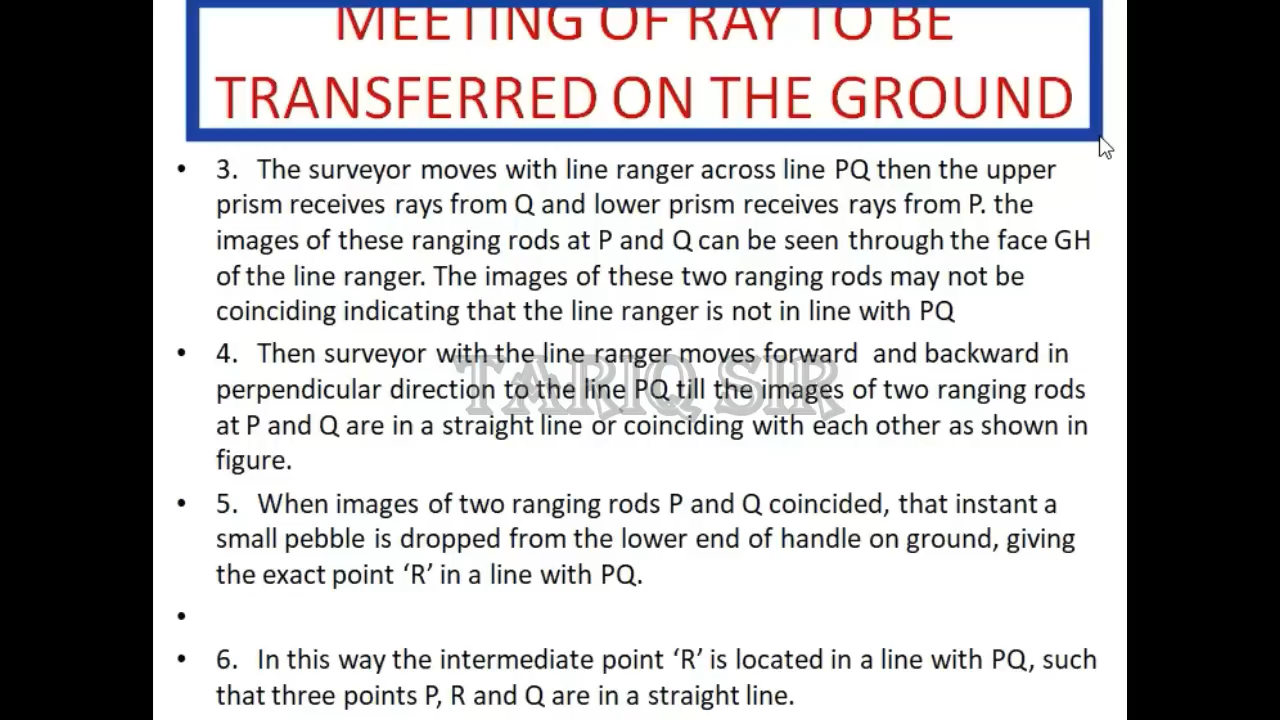 MEETING OF RAY TO BE
TRANSFERRED ON THE GROUND
• 3. The surveyor moves with line ranger across line PQ then the upper
prism receives rays from Q and lower prism receives rays from P. the
images of these ranging rods at P and Q can be seen through the face GH
of the line ranger. The images of these two ranging rods may not be
coinciding indicating that the line ranger is not in line with PQ
• 4. Then surveyor with the line ranger moves forward and backward in
perpendicular direction to the line PQ till the images of two ranging rods
TARIQ SIR
at P and Q are in a straight line or coinciding with each other as shown in
figure.
• 5. When images of two ranging rods P and Q coincided, that instant a
small pebble is dropped from the lower end of handle on ground, giving
the exact point ‘R’ in a line with PQ.
•
• 6. In this way the intermediate point ‘R’ is located in a line with PQ, such
that three points P, R and Q are in a straight line.